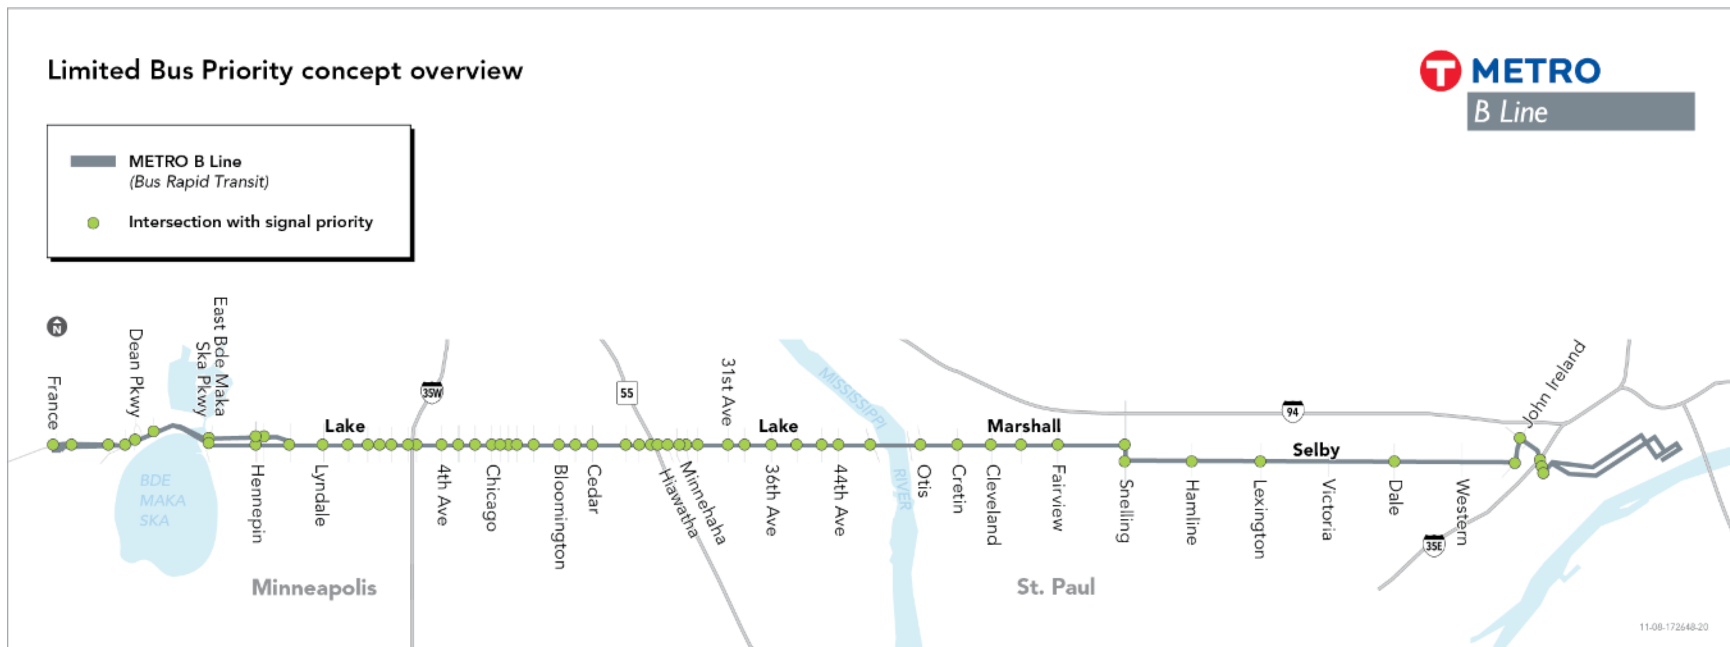 Limited Bus Priority concept overview
T METRO
B Line
METRO B Line
(Bus Rapid Transit)
Intersection with signal priority
N
France
Dean Pkwy
East Bde Maka
Ska Pkwy
Lake
35W
55
31st Ave
Lake
MISSISSIPPI
RIVER
Marshall
94
Selby
John Ireland
BDE
MAKA
SKA
Hennepin
Lyndale
4th Ave
Chicago
Bloomington
Cedar
Hiawatha
Minnehaha
36th Ave
44th Ave
Otis
Cretin
Cleveland
Fairview
Snelling
Hamline
Lexington
Victoria
Dale
Western
35E
Minneapolis
St. Paul
11-08-172648-20